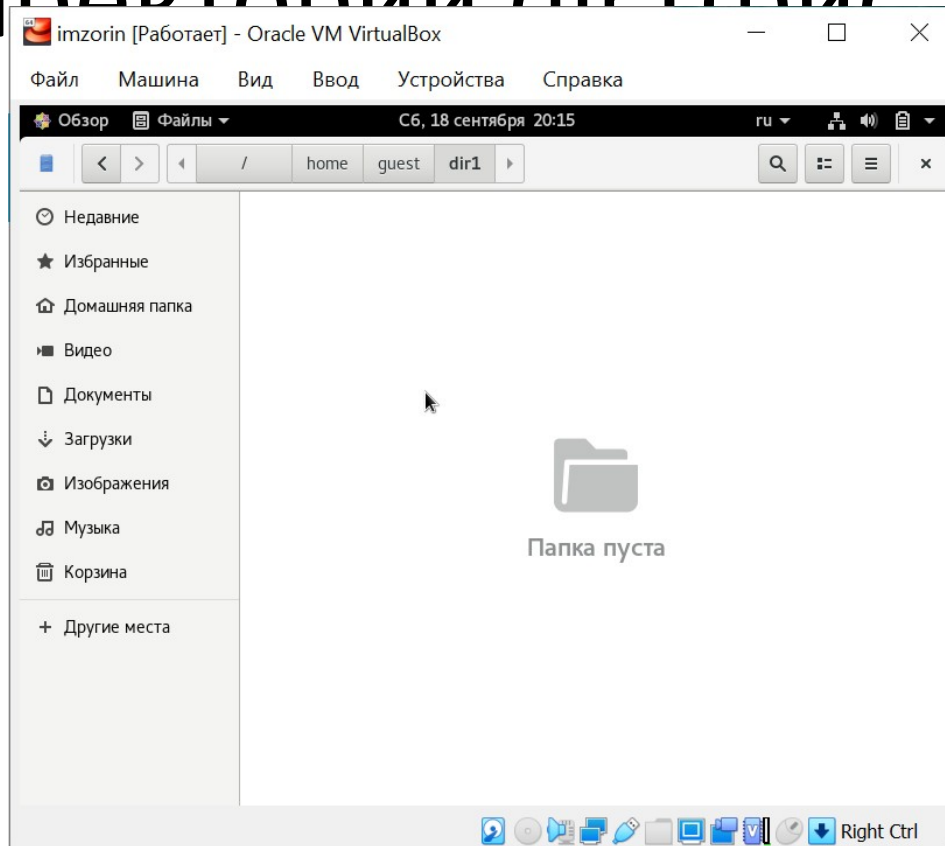 imzorin [Работает] - Oracle VM VirtualBox
Файл Машина Вид Ввод Устройства Справка
Обзор Файлы Сб, 18 сентября 20:15 ru
/ home guest dir1
Недавние
Избранные
Домашняя папка
Видео
Документы
Загрузки
Изображения
Музыка
Корзина
+ Другие места
Папка пуста
Right Ctrl